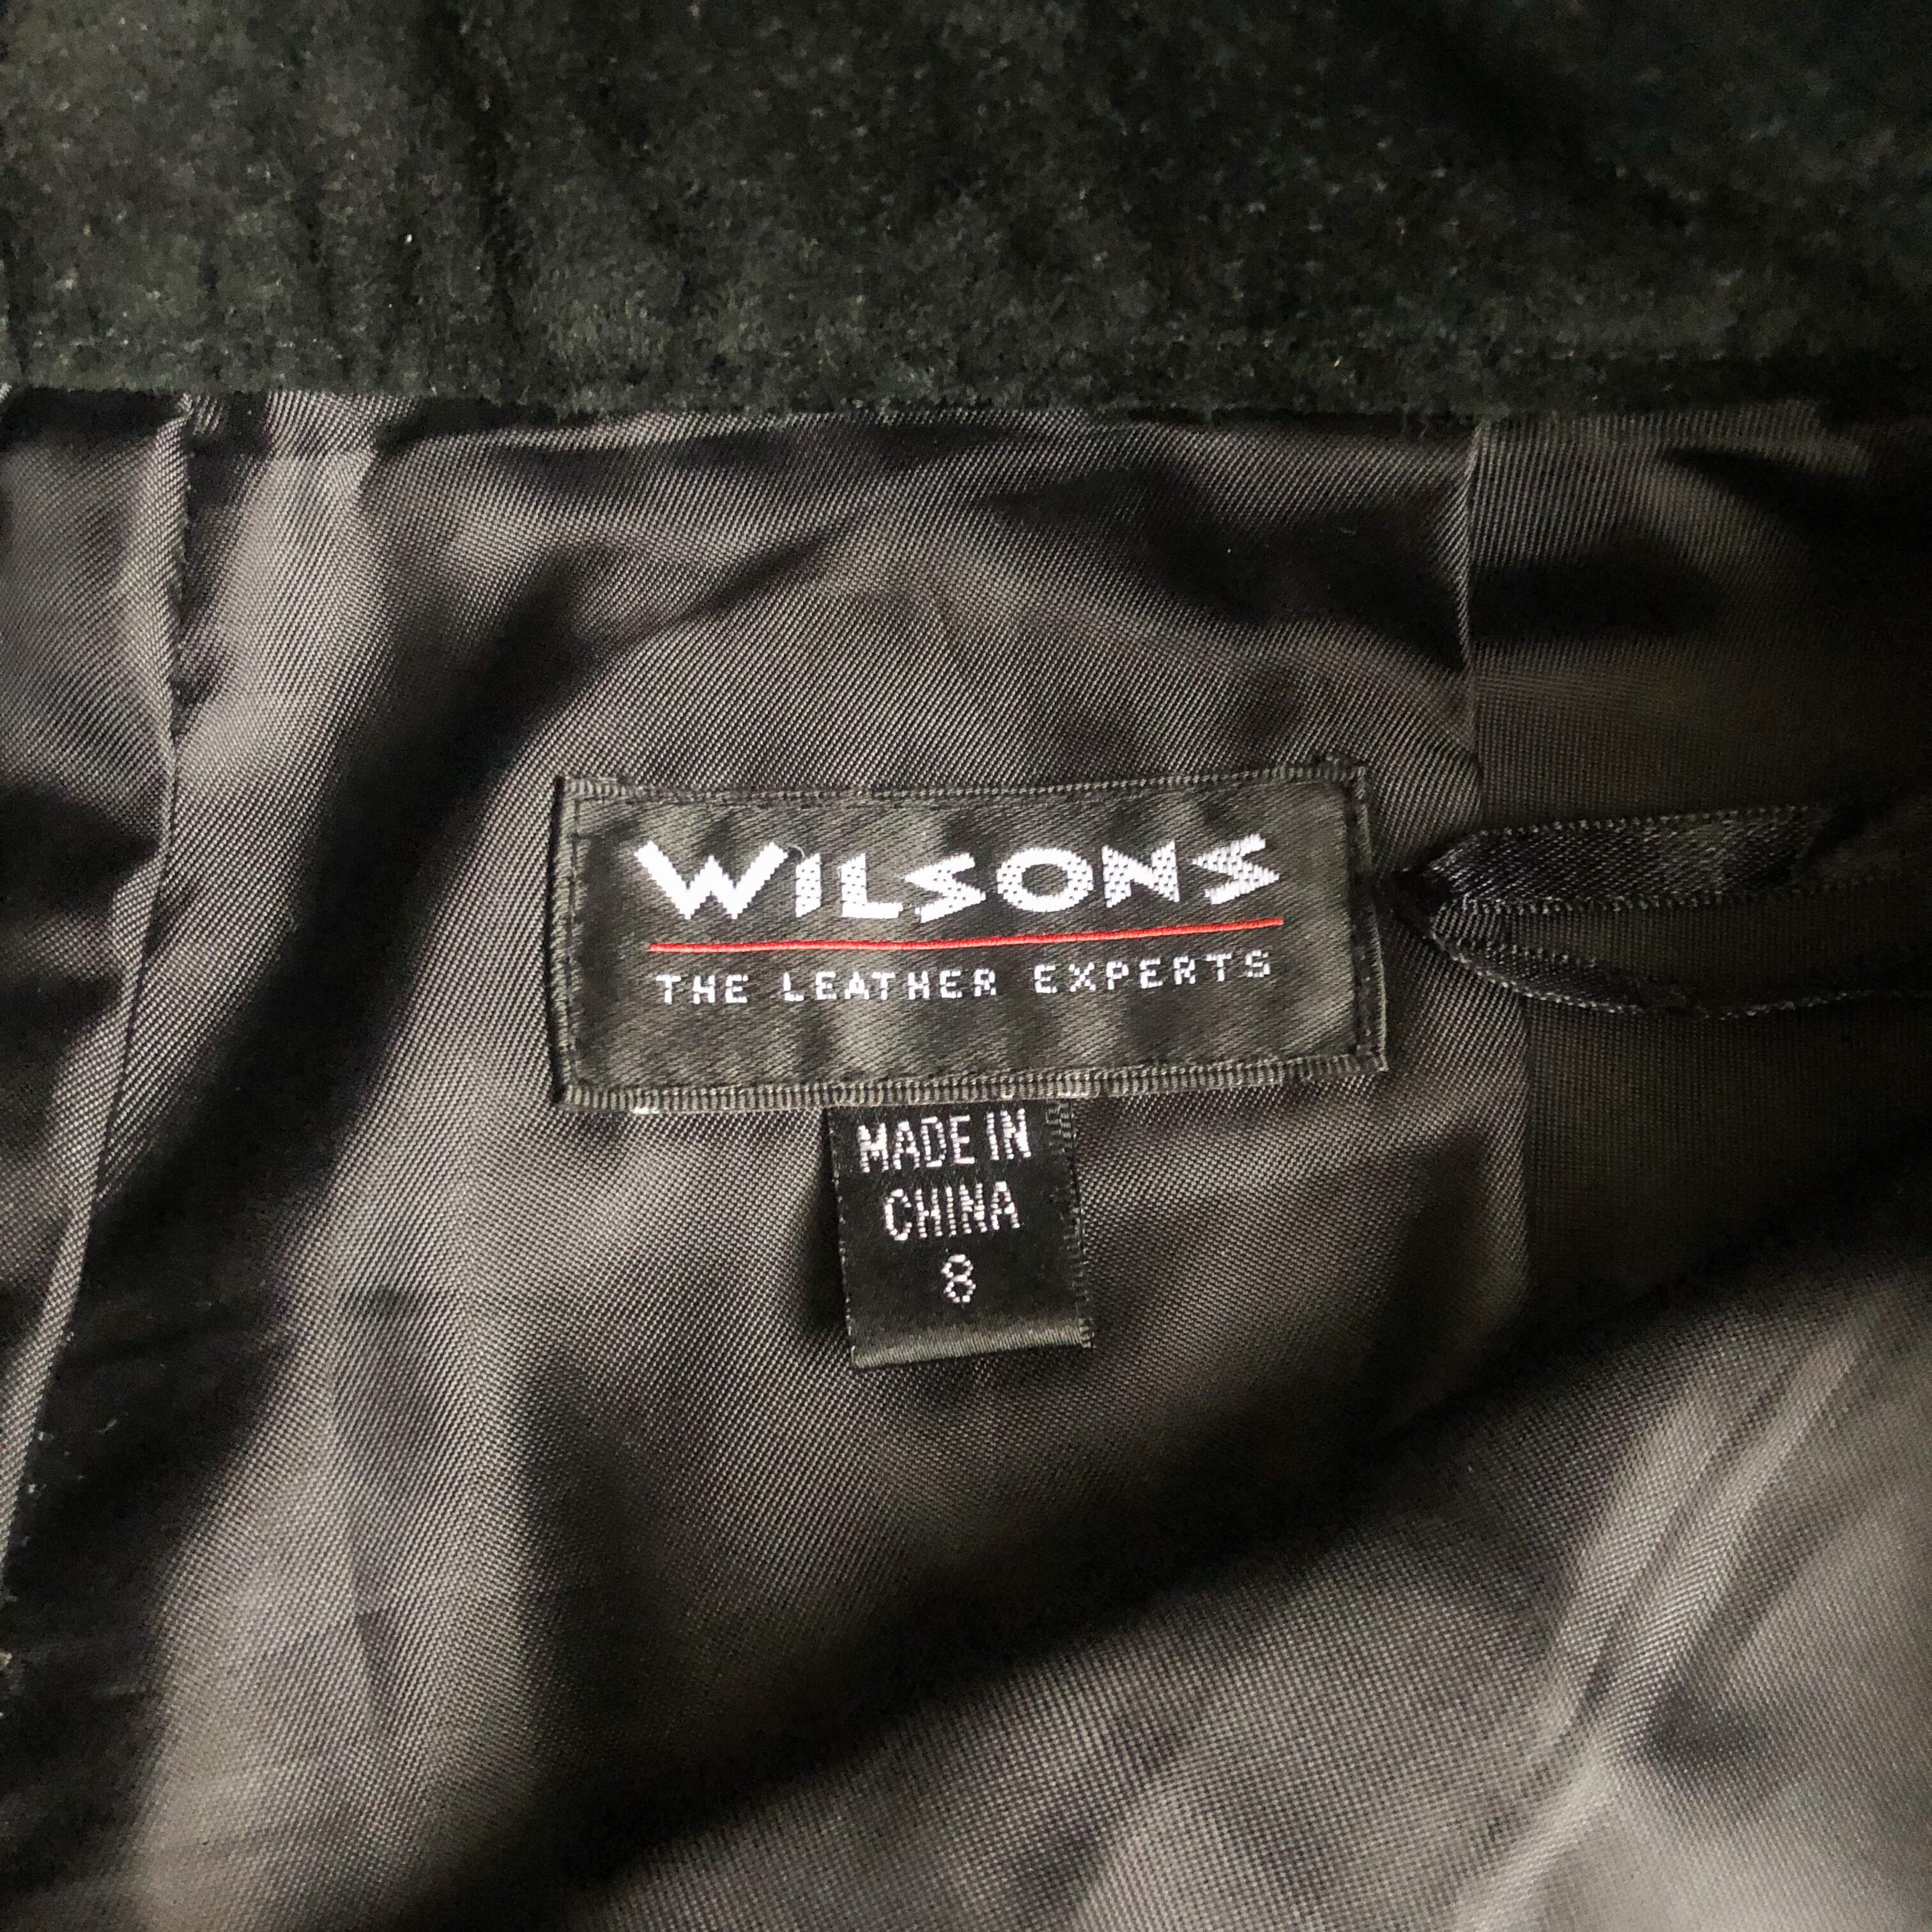 WILSONS
THE LEATHER EXPERTS
MADE IN
CHINA
8